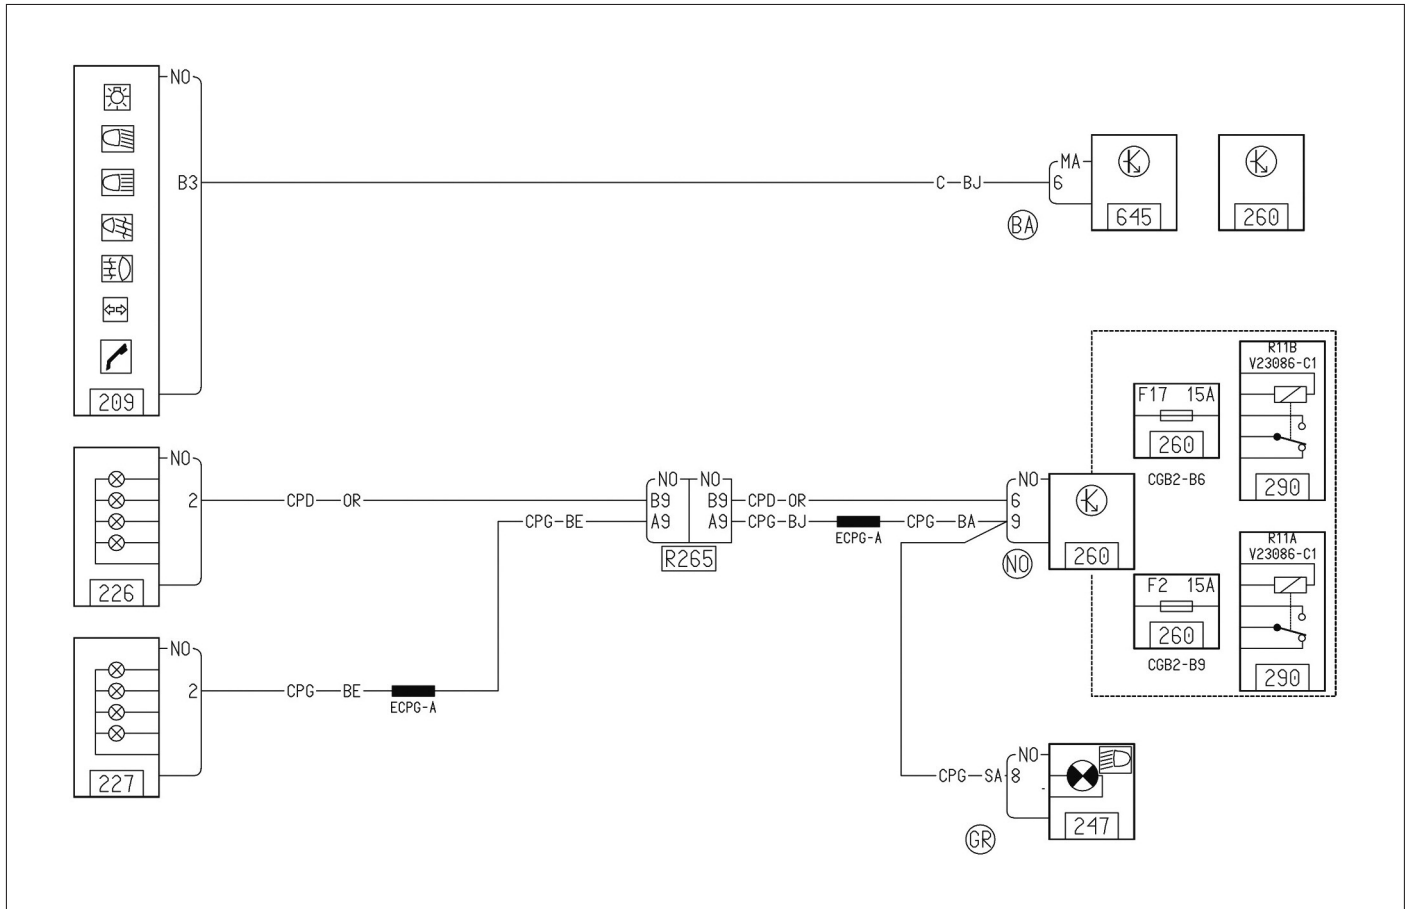 NO
B3
C BJ
MA
6
BA
645
260
209
R11B
V23086-C1
F17 15A
260
CGB2-B6
290
NO
2
CPD OR
NO NO
B9 B9
CPD OR
NO
6
CPG BE
A9 A9
CPG BJ
ECPG-A
CPG BA
9
R265
NO
260
226
R11A
V23086-C1
F2 15A
260
CGB2-B9
290
NO
2
CPG BE
ECPG-A
227
NO
CPG SA
8
-
247
GR